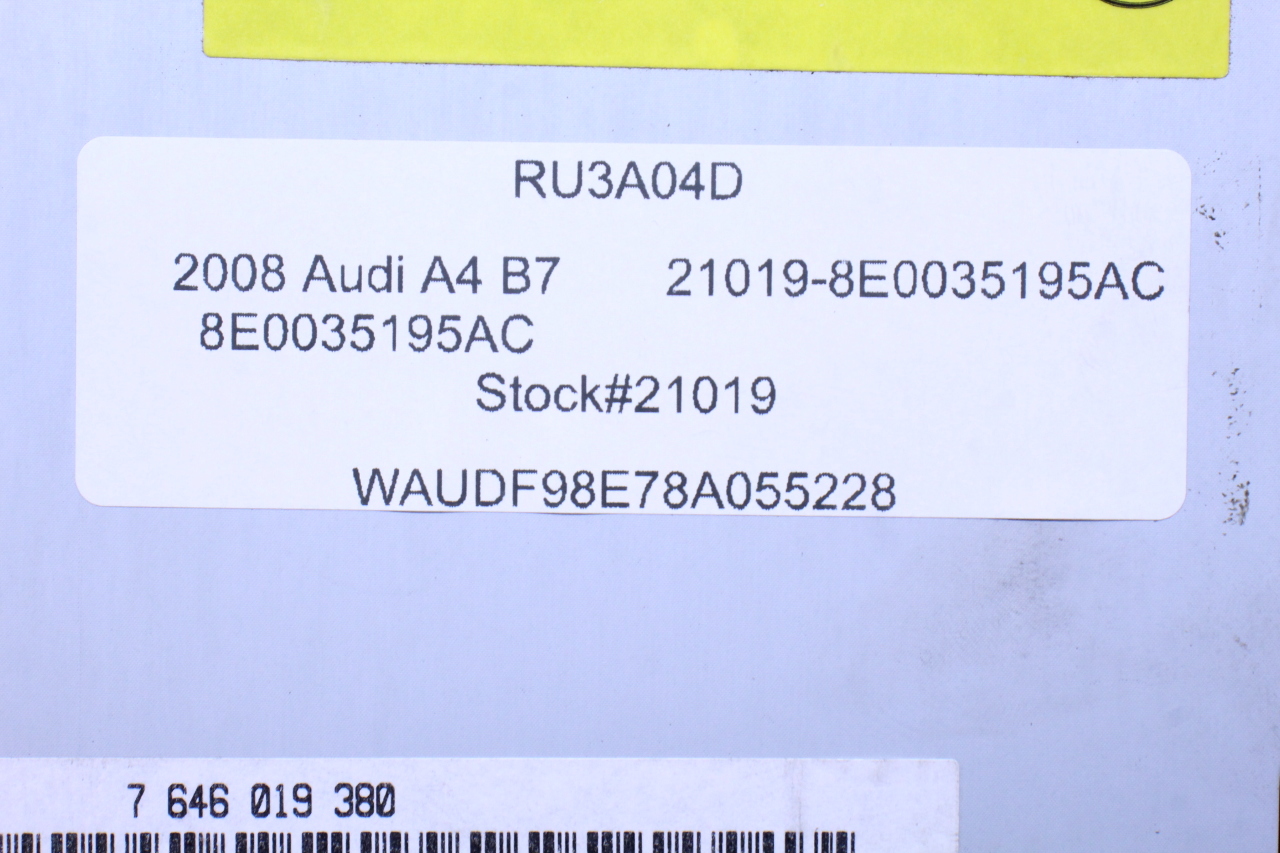 RU3A04D
2008 Audi A4 B7 21019-8E0035195AC
8E0035195AC
Stock#21019
WAUDF98E78A055228
7 646 019 380